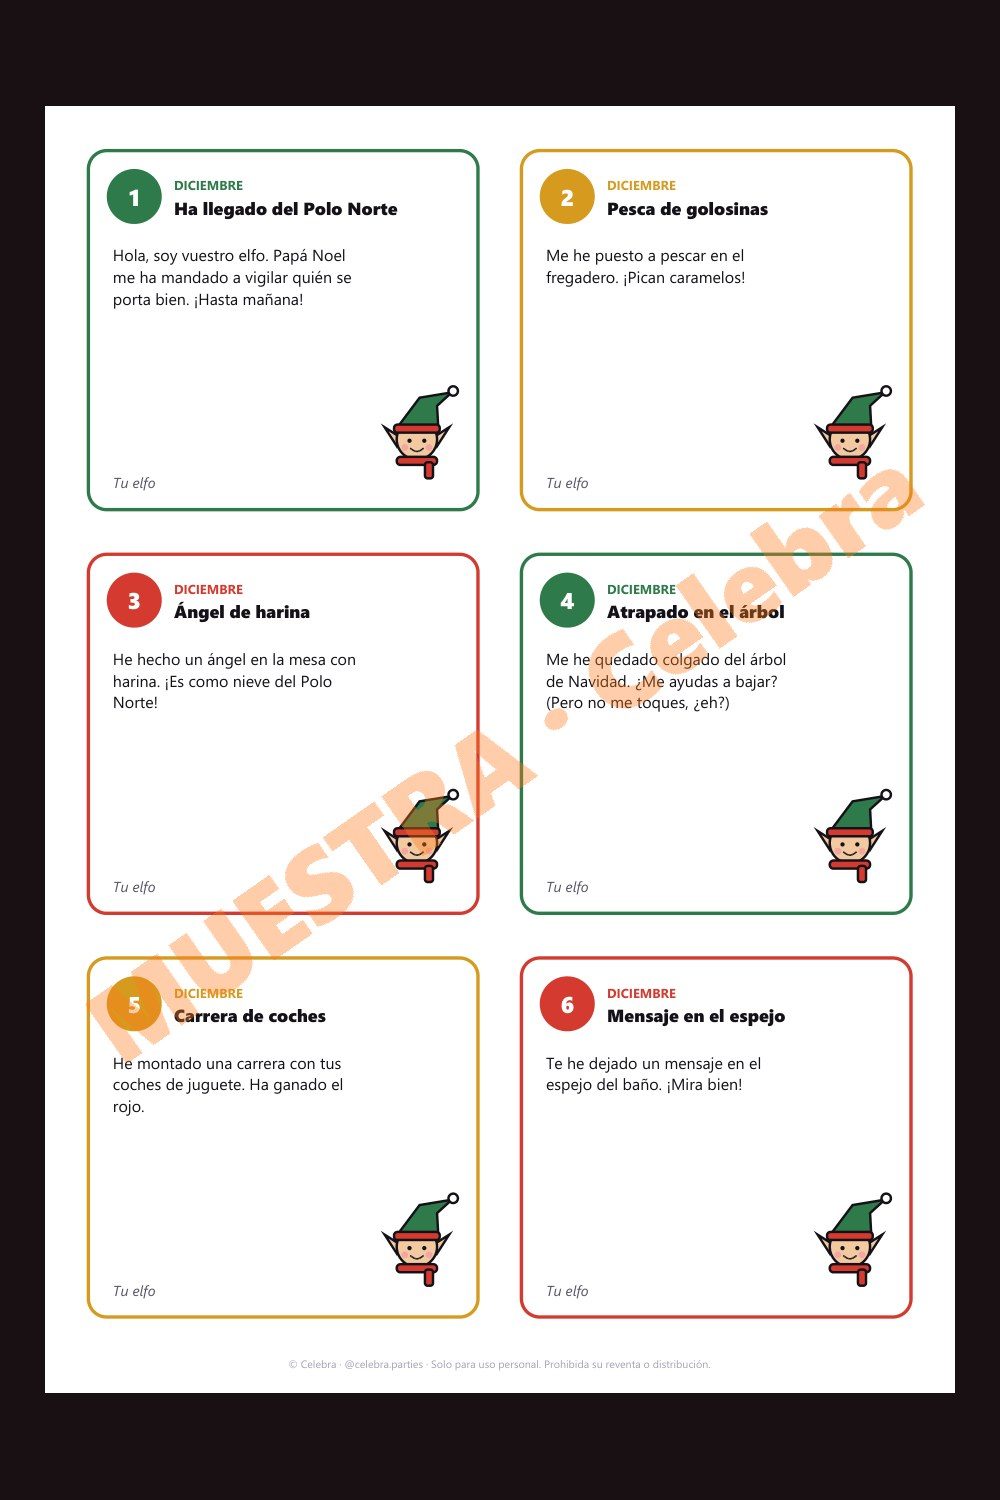 1
DICIEMBRE
Ha llegado del Polo Norte
Hola, soy vuestro elfo. Papá Noel
me ha mandado a vigilar quién se
porta bien. ¡Hasta mañana!
Tu elfo
2
DICIEMBRE
Pesca de golosinas
Me he puesto a pescar en el
fregadero. ¡Pican caramelos!
Tu elfo
3
DICIEMBRE
Ángel de harina
He hecho un ángel en la mesa con
harina. ¡Es como nieve del Polo
Norte!
Tu elfo
4
DICIEMBRE
Atrapado en el árbol
Me he quedado colgado del árbol
de Navidad. ¿Me ayudas a bajar?
(Pero no me toques, ¿eh?)
Tu elfo
5
DICIEMBRE
Carrera de coches
He montado una carrera con tus
coches de juguete. Ha ganado el
rojo.
Tu elfo
6
DICIEMBRE
Mensaje en el espejo
Te he dejado un mensaje en el
espejo del baño. ¡Mira bien!
Tu elfo
MUESTRA · Celebra
© Celebra · @celebra.parties · Solo para uso personal. Prohibida su reventa o distribución.